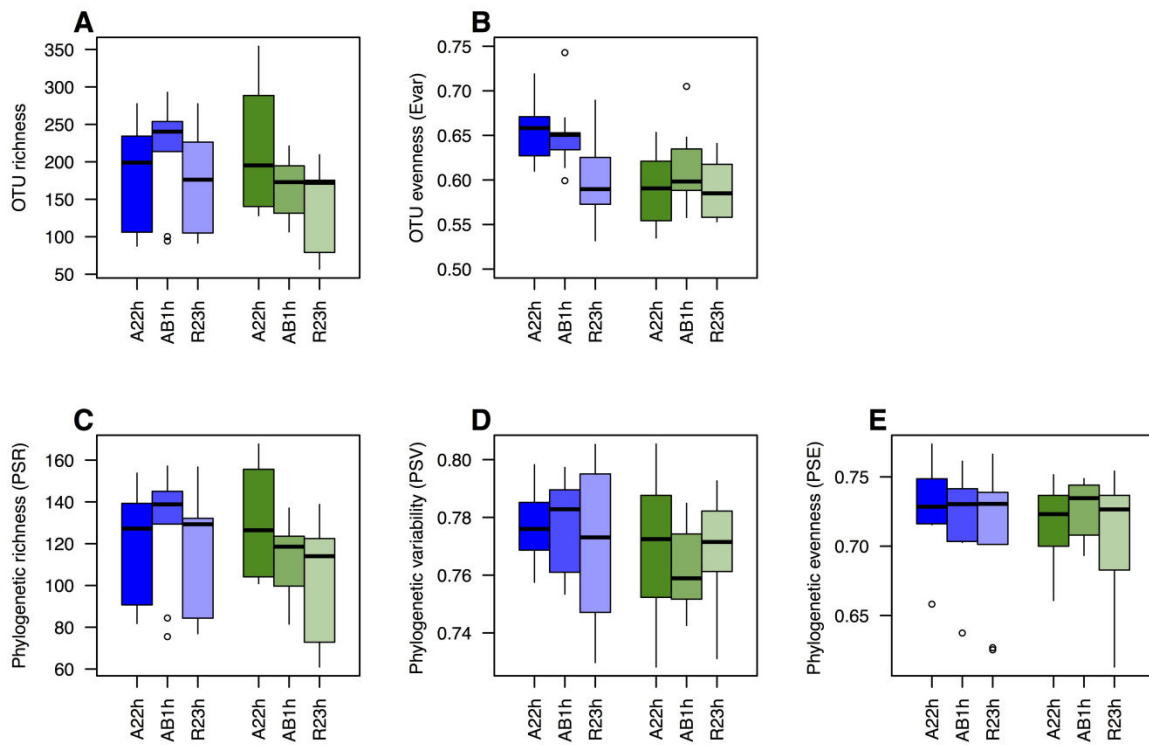 A
OTU richness
350
300
250
200
150
100
50
A22h
AB1h
R23h
A22h
AB1h
R23h
B
OTU evenness (Evar)
0.75
0.70
0.65
0.60
0.55
0.50
A22h
AB1h
R23h
A22h
AB1h
R23h
C
Phylogenetic richness (PSR)
160
140
120
100
80
60
A22h
AB1h
R23h
A22h
AB1h
R23h
D
Phylogenetic variability (PSV)
0.80
0.78
0.76
0.74
A22h
AB1h
R23h
A22h
AB1h
R23h
E
Phylogenetic evenness (PSE)
0.75
0.70
0.65
A22h
AB1h
R23h
A22h
AB1h
R23h